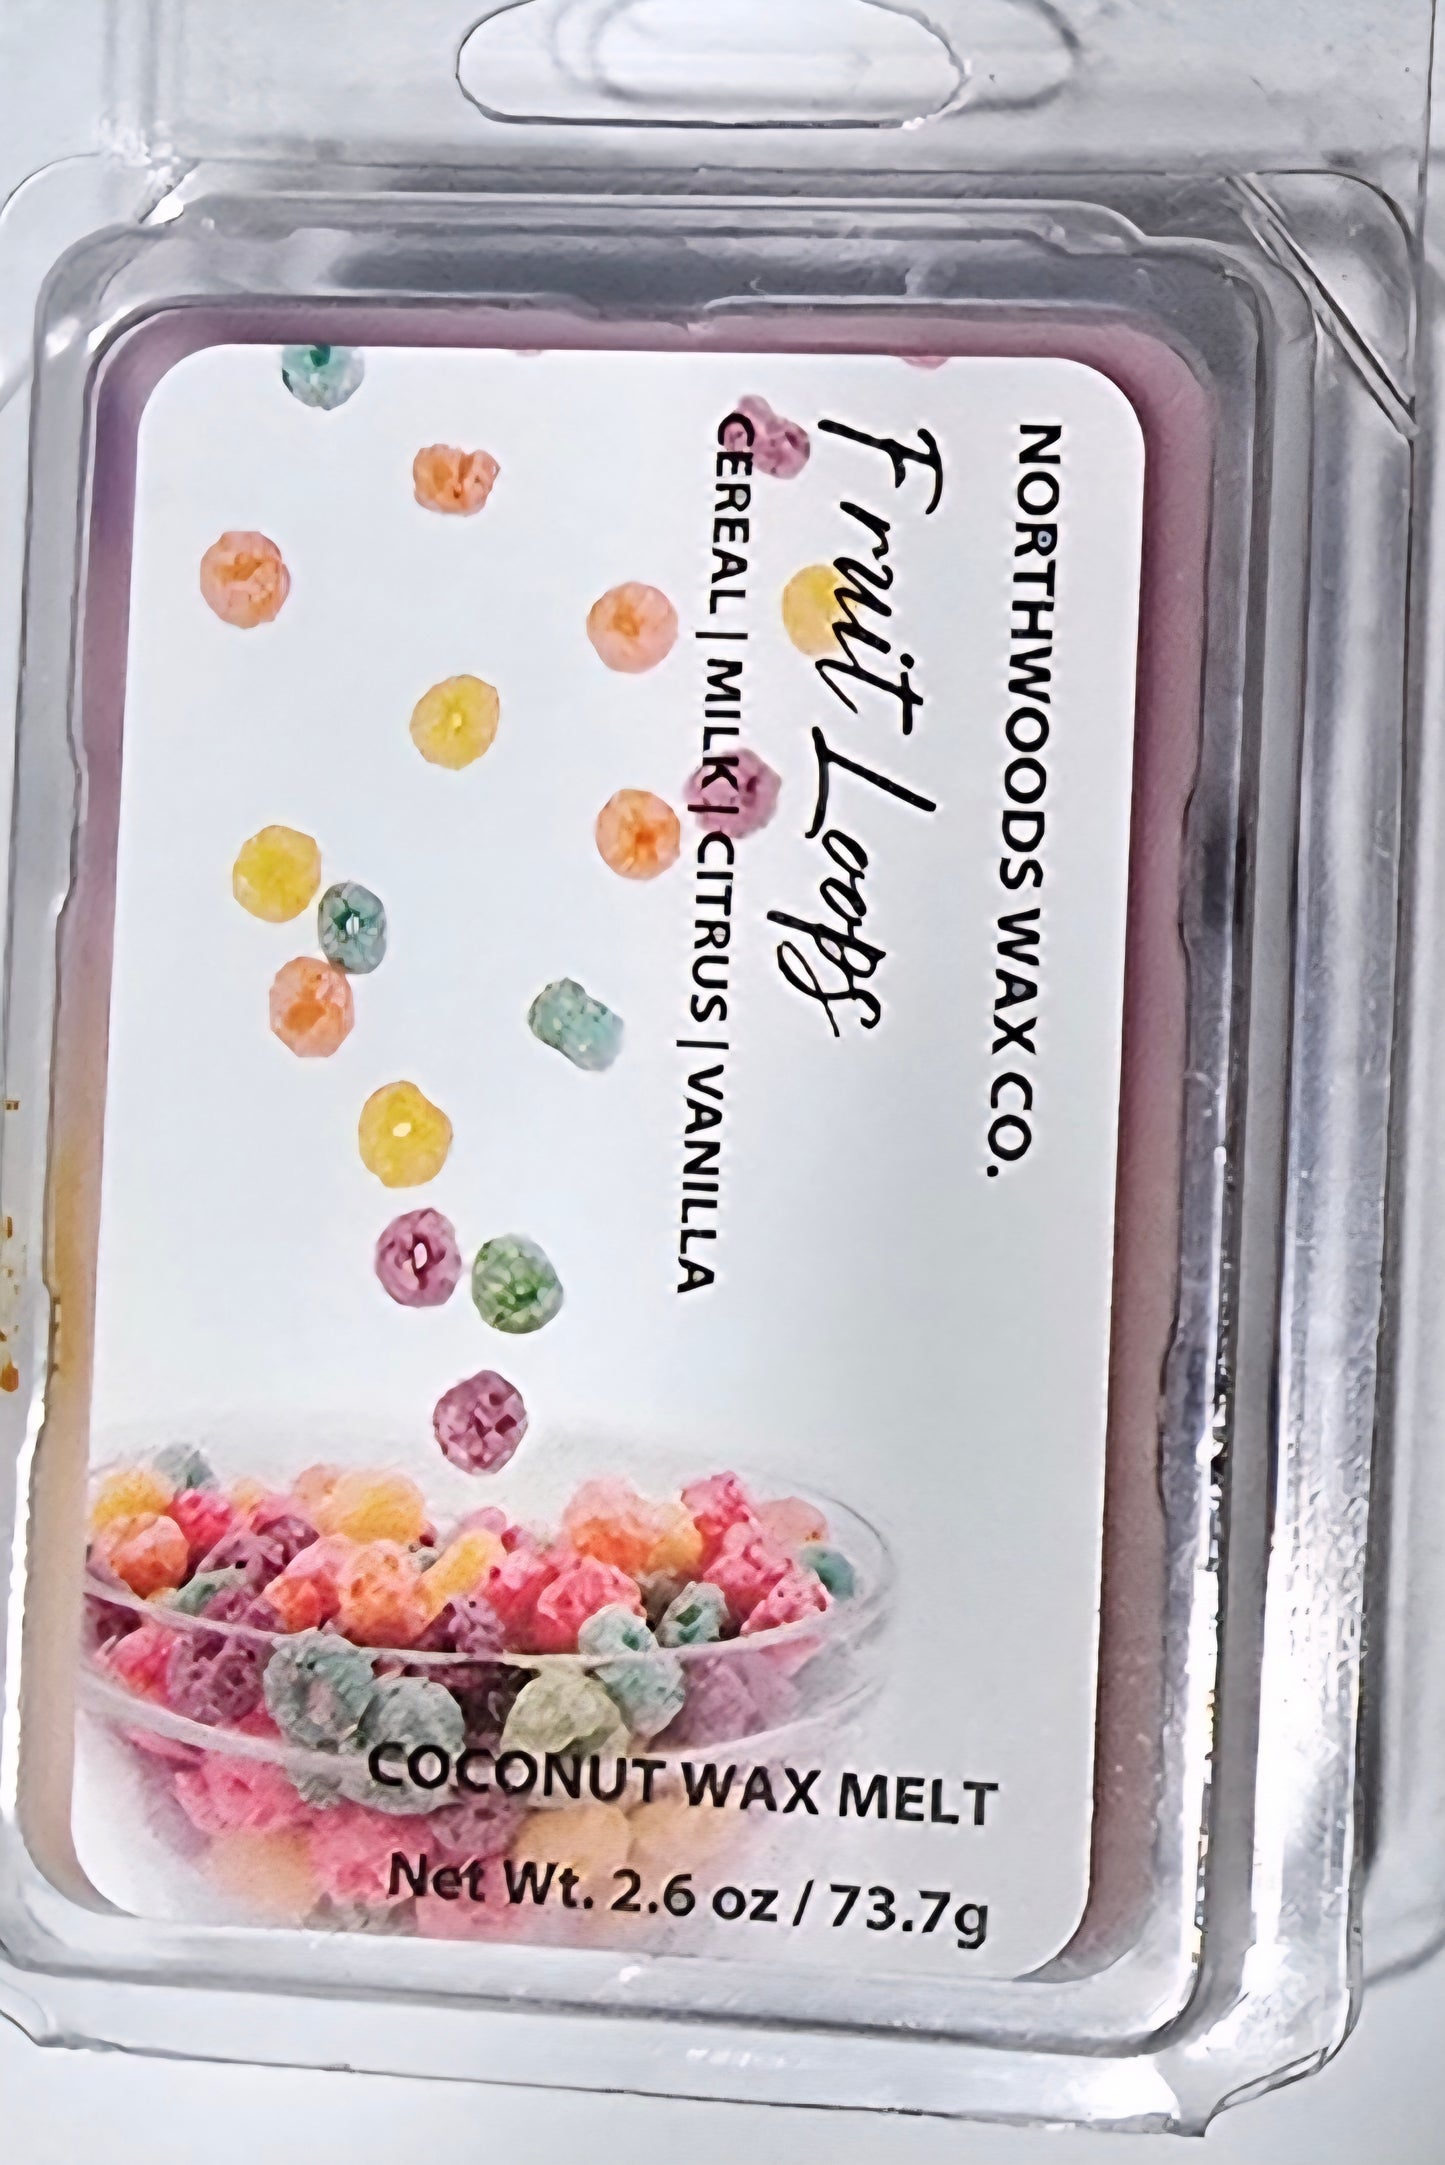 NORTHWOODS WAX CO.
Fruit Loops
CEREAL | MILK | CITRUS | VANILLA
COCONUT WAX MELT
Net Wt. 2.6 oz / 73.7g